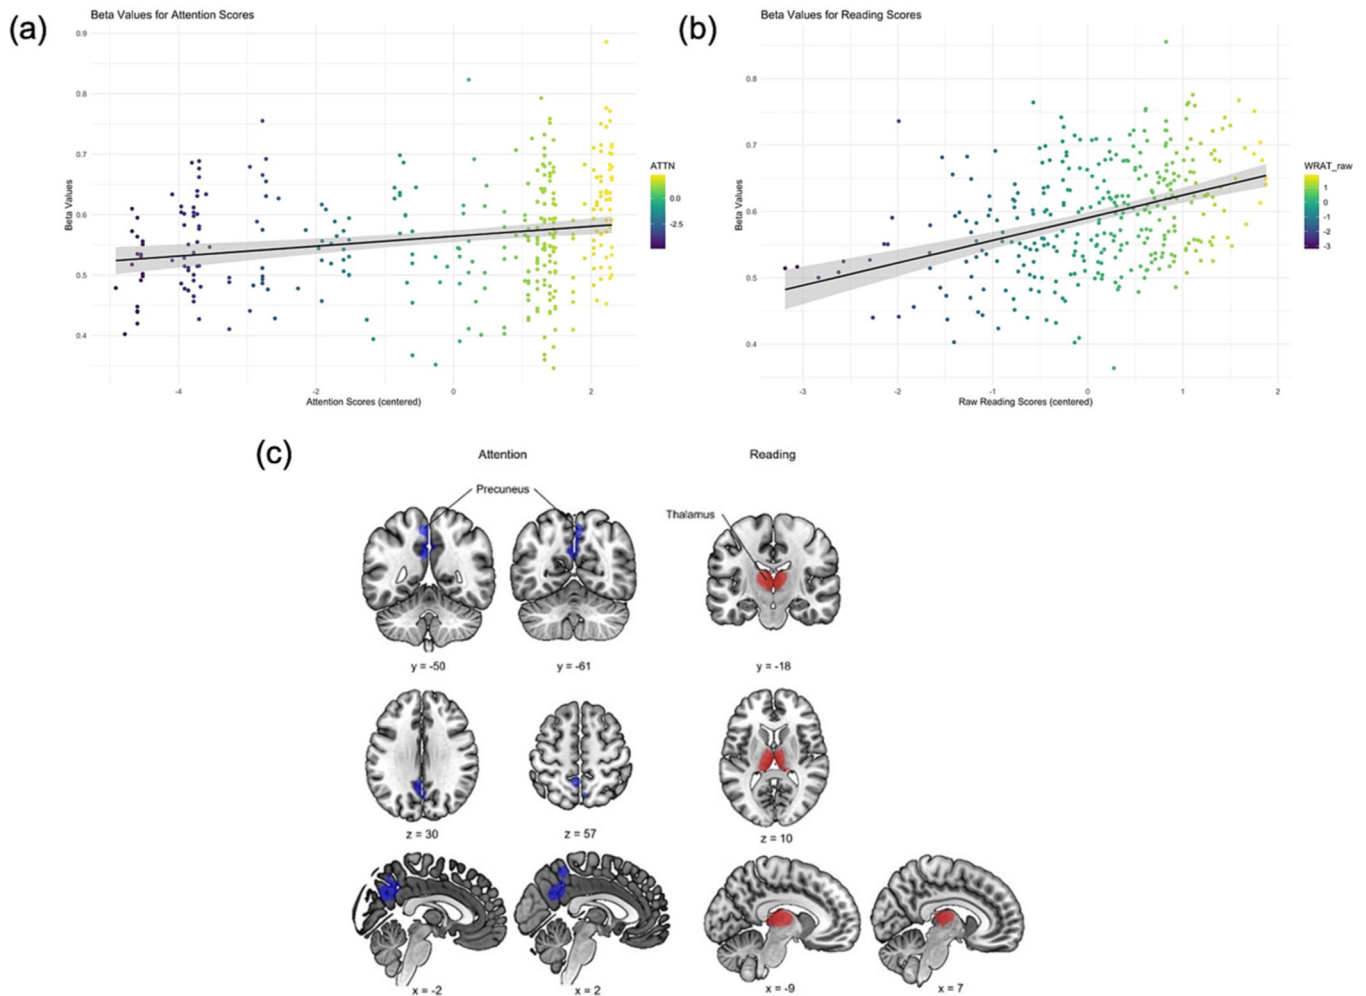 (a)
Beta Values for Attention Scores
0.9
0.8
0.7
0.6
0.5
0.4
Beta Values
-4
-2
0
2
Attention Scores (centered)
ATTN
0.0
-2.5
(b)
Beta Values for Reading Scores
0.8
0.7
0.6
0.5
0.4
Beta Values
-3
-2
-1
0
1
2
Raw Reading Scores (centered)
WRAT_raw
1
0
-1
-2
-3
(c)
Attention
Reading
Precuneus
Thalamus
y = -50
y = -61
y = -18
z = 30
z = 57
z = 10
x = -2
x = 2
x = -9
x = 7